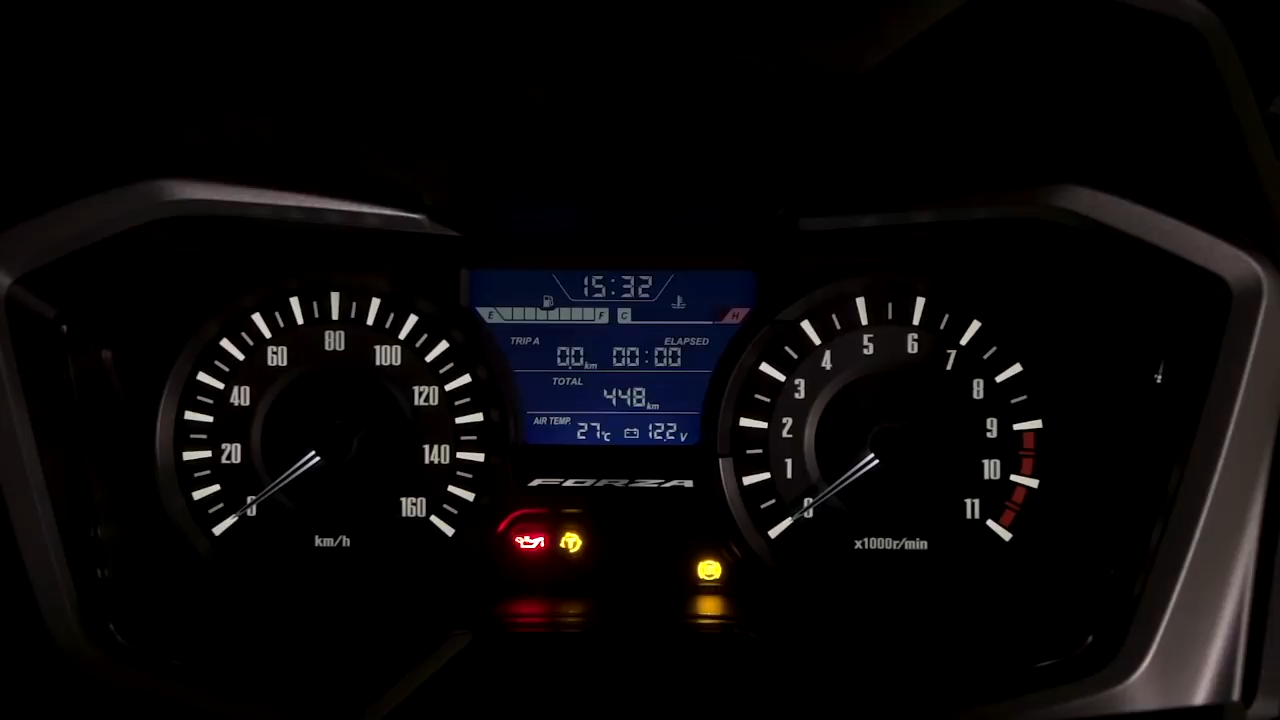 15:32
E F C H
TRIP A ELAPSED
0.0 km 00:00
TOTAL
448 km
AIR TEMP. 27°C 12.2 V
FORZA
0 20 40 60 80 100 120 140 160
km/h
0 1 2 3 4 5 6 7 8 9 10 11
x1000r/min